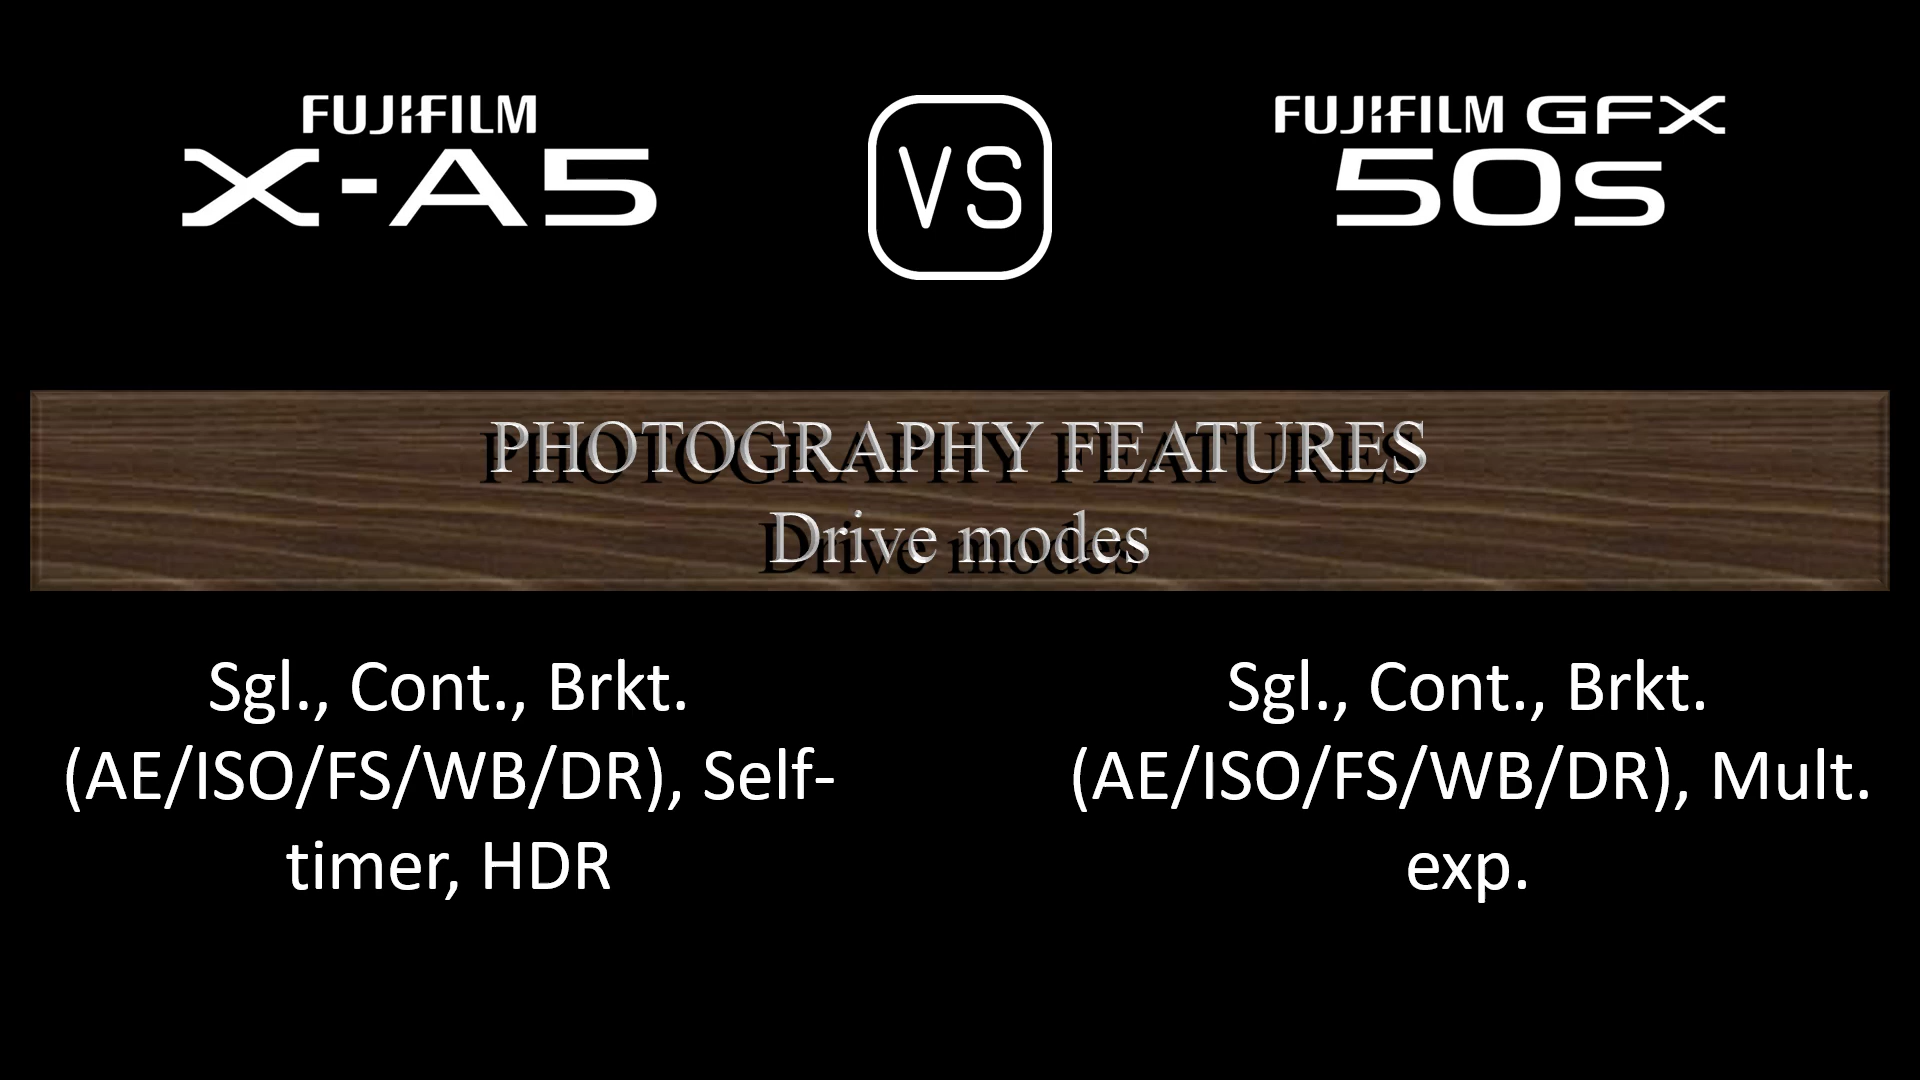 FUJIFILM
X-A5
VS
FUJIFILM GFX
50s
PHOTOGRAPHY FEATURES
Drive modes
Sgl., Cont., Brkt.
(AE/ISO/FS/WB/DR), Self-
timer, HDR
Sgl., Cont., Brkt.
(AE/ISO/FS/WB/DR), Mult.
exp.